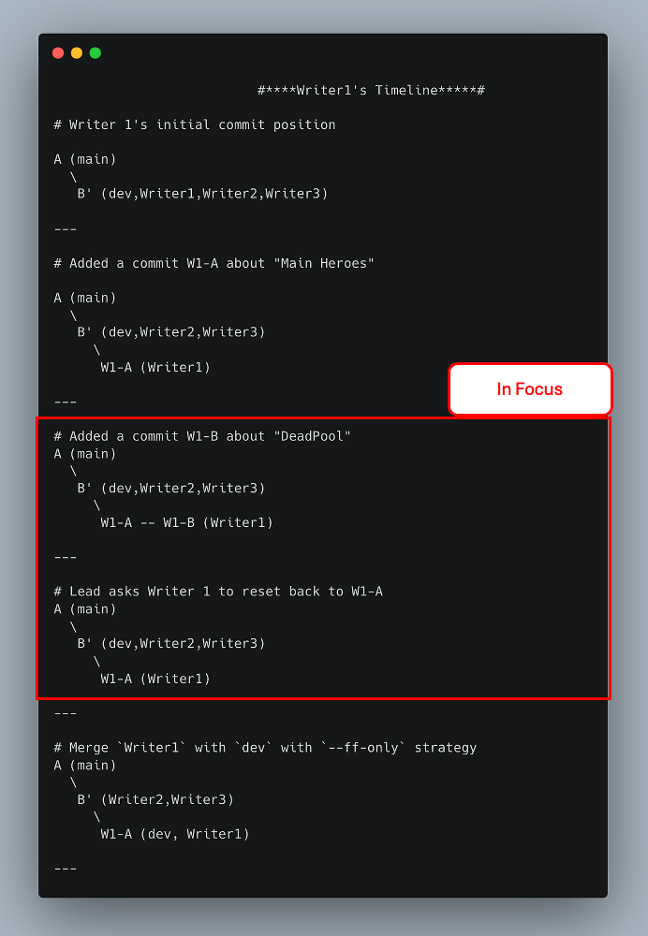 #****Writer1's Timeline*****#
# Writer 1's initial commit position
A (main)
\
B' (dev,Writer1,Writer2,Writer3)
---
# Added a commit W1-A about "Main Heroes"
A (main)
\
B' (dev,Writer2,Writer3)
\
W1-A (Writer1)
---
In Focus
# Added a commit W1-B about "DeadPool"
A (main)
\
B' (dev,Writer2,Writer3)
\
W1-A -- W1-B (Writer1)
---
# Lead asks Writer 1 to reset back to W1-A
A (main)
\
B' (dev,Writer2,Writer3)
\
W1-A (Writer1)
---
# Merge `Writer1` with `dev` with `--ff-only` strategy
A (main)
\
B' (Writer2,Writer3)
\
W1-A (dev, Writer1)
---